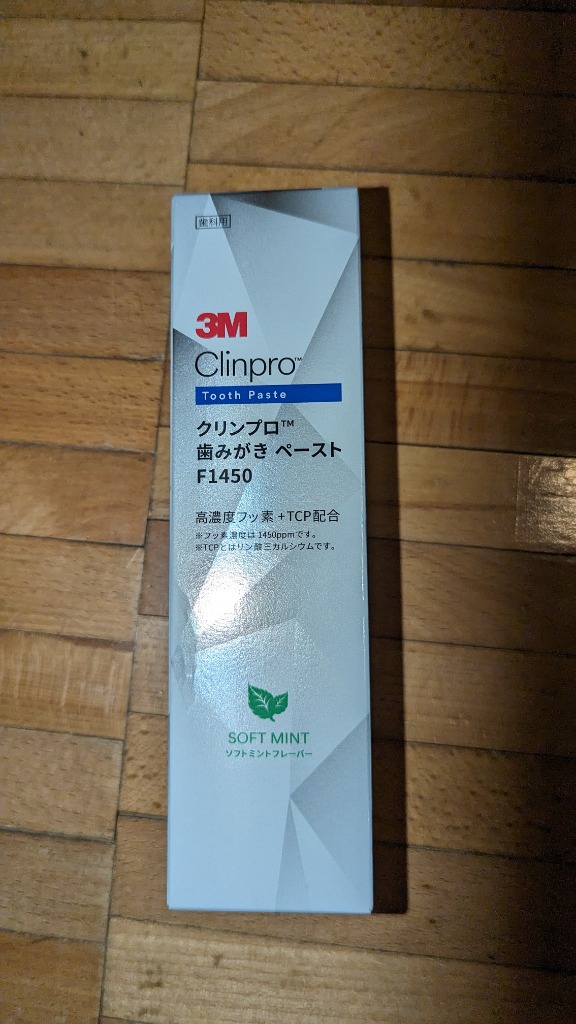 歯科用
3M
Clinpro™
Tooth Paste
クリンプロ™
歯みがき ペースト
F1450
高濃度フッ素 +TCP配合
※フッ素濃度は 1450ppmです。
※TCPとはリン酸三カルシウムです。
SOFT MINT
ソフトミントフレーバー